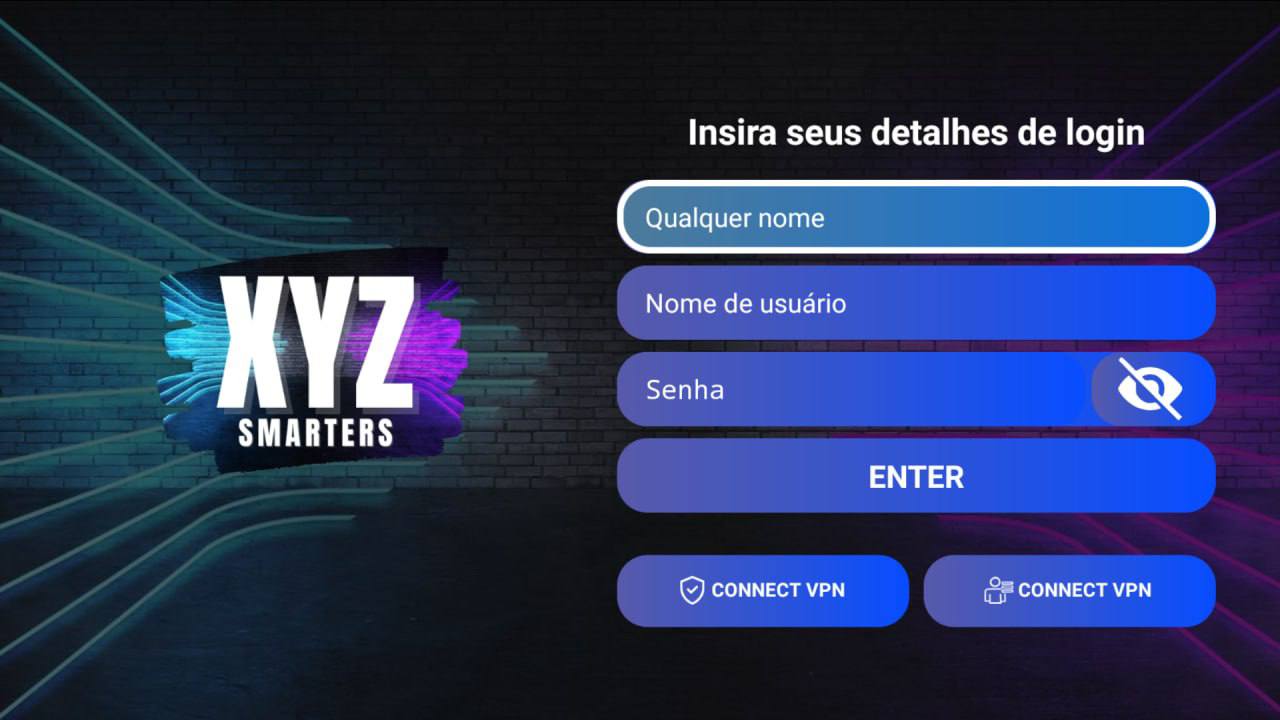 Insira seus detalhes de login
Qualquer nome
Nome de usuário
Senha
ENTER
CONNECT VPN
CONNECT VPN
XYZ
SMARTERS